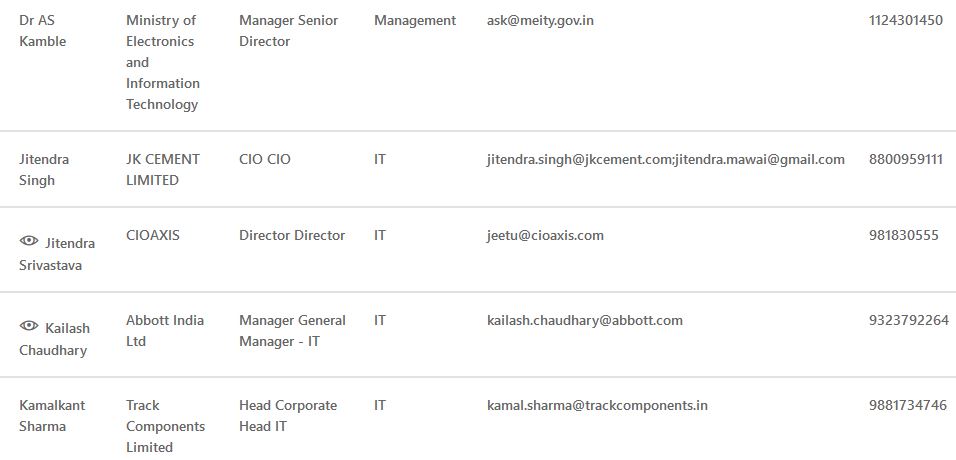 Dr AS Kamble
Ministry of Electronics and Information Technology
Manager Senior Director
Management
ask@meity.gov.in
1124301450
Jitendra Singh
JK CEMENT LIMITED
CIO CIO
IT
jitendra.singh@jkcement.com;jitendra.mawai@gmail.com
8800959111
Jitendra Srivastava
CIOAXIS
Director Director
IT
jeetu@cioaxis.com
981830555
Kailash Chaudhary
Abbott India Ltd
Manager General Manager - IT
IT
kailash.chaudhary@abbott.com
9323792264
Kamalkant Sharma
Track Components Limited
Head Corporate Head IT
IT
kamal.sharma@trackcomponents.in
9881734746